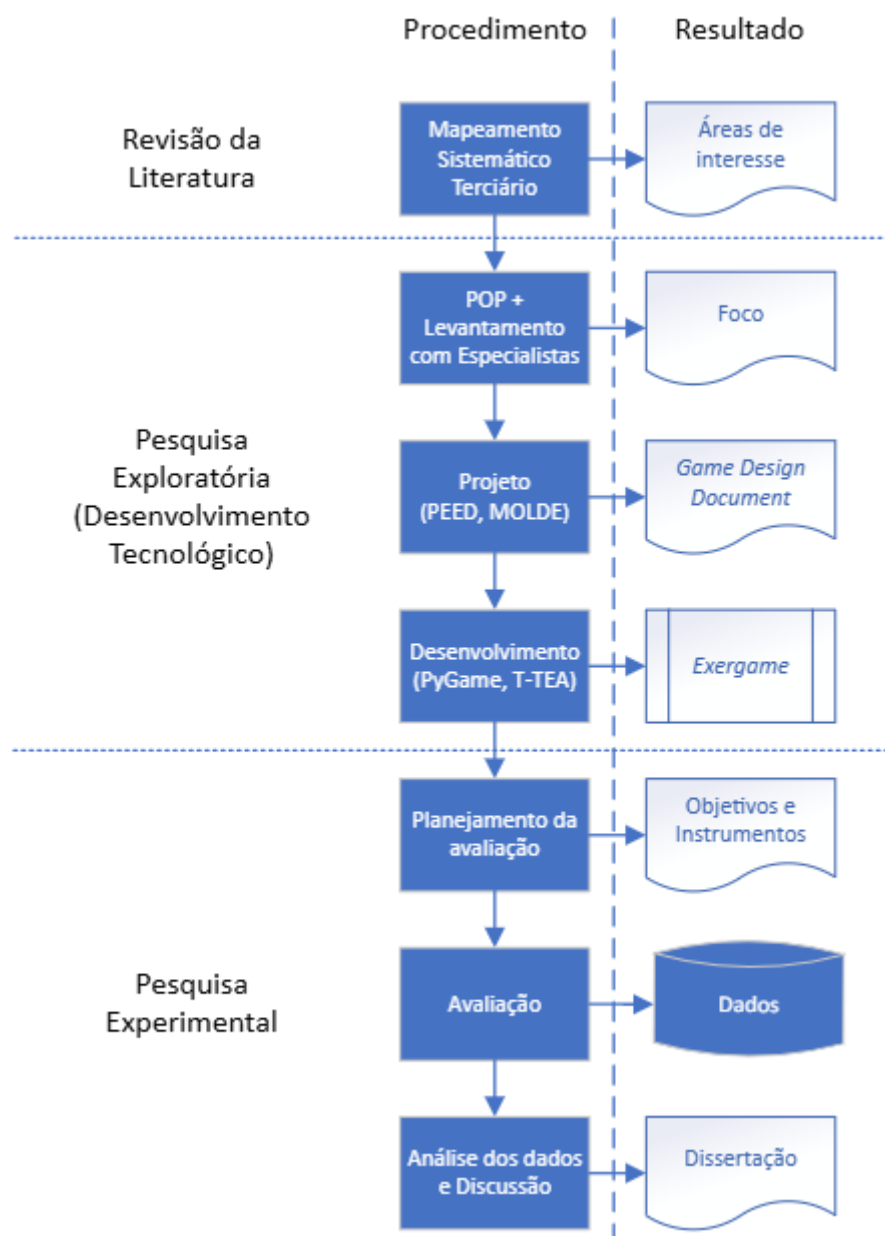 Procedimento
Resultado
Revisão da
Literatura
Mapeamento
Sistemático
Terciário
Áreas de
interesse
Pesquisa
Exploratória
(Desenvolvimento
Tecnológico)
POP +
Levantamento
com Especialistas
Foco
Projeto
(PEED, MOLDE)
Game Design
Document
Desenvolvimento
(PyGame, T-TEA)
Exergame
Pesquisa
Experimental
Planejamento da
avaliação
Objetivos e
Instrumentos
Avaliação
Dados
Análise dos dados
e Discussão
Dissertação